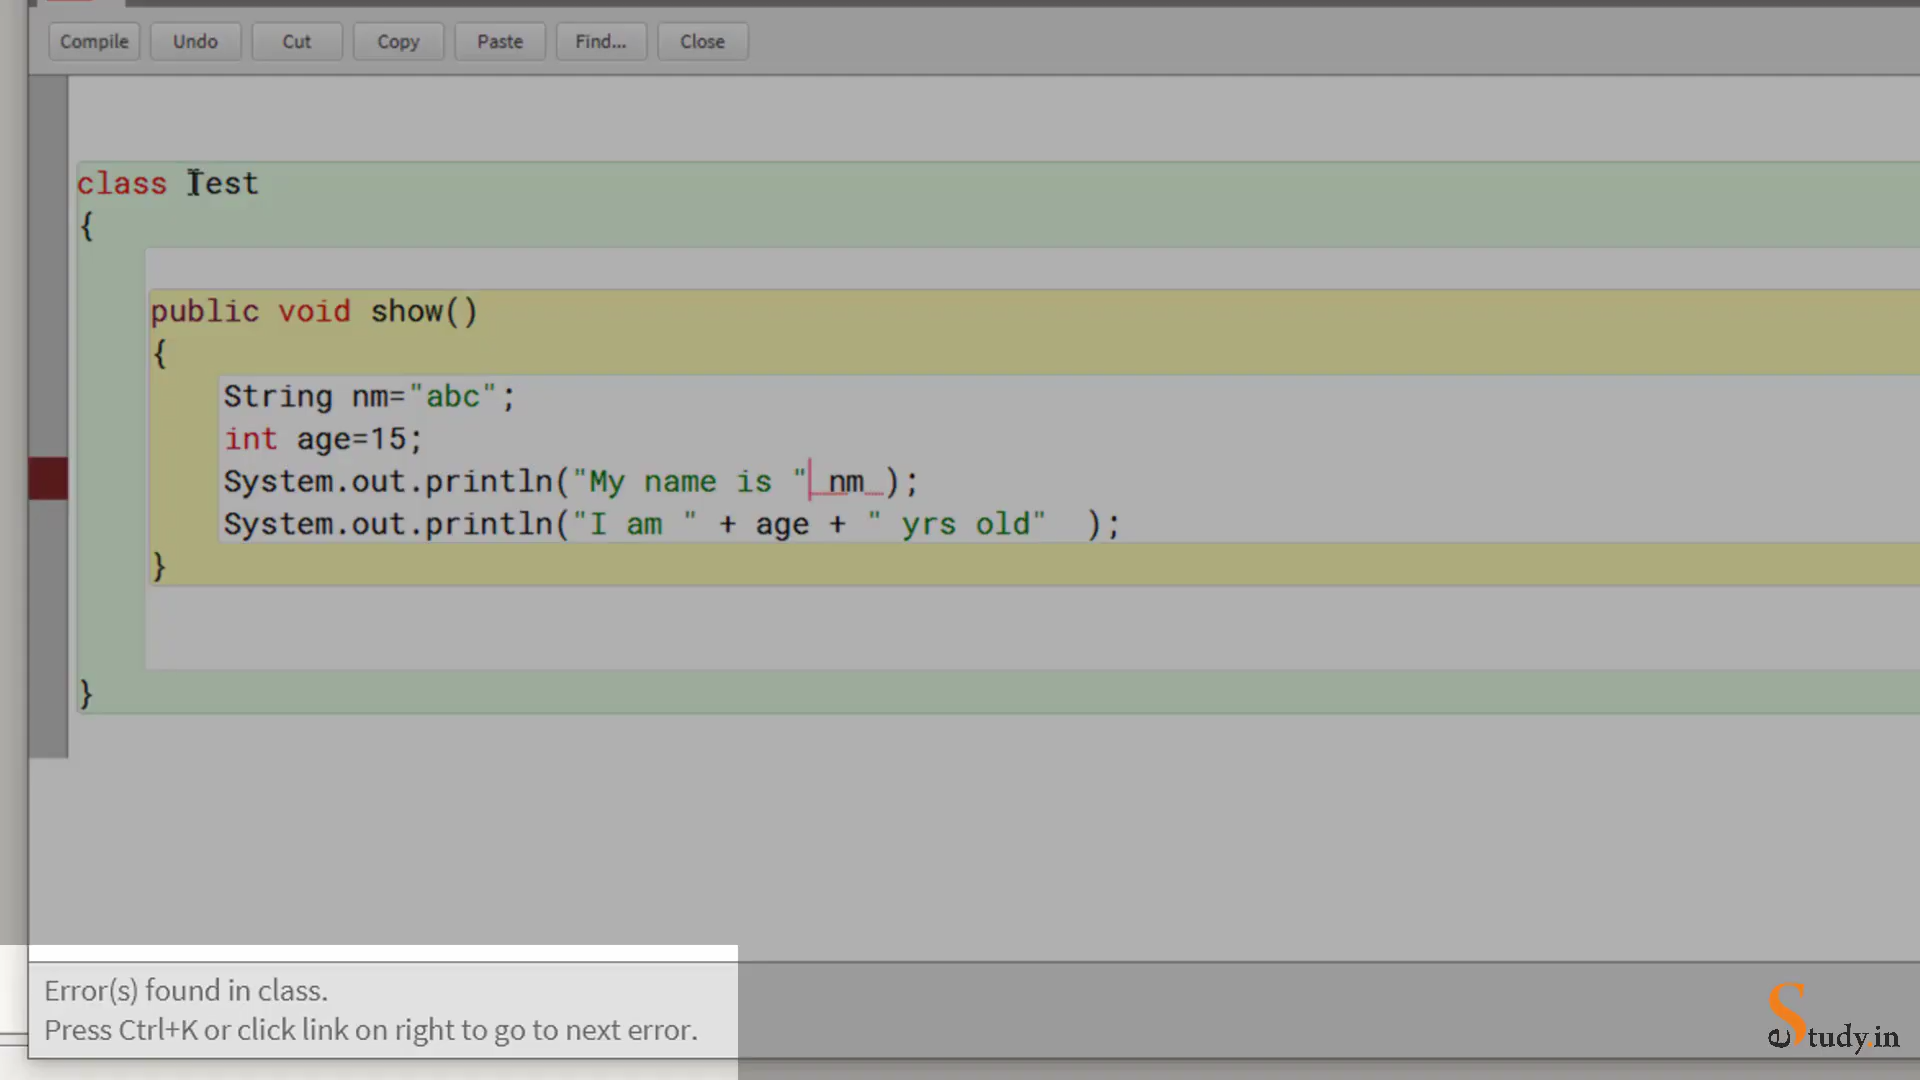 Compile Undo Cut Copy Paste Find... Close
class Test
{
public void show()
{
String nm="abc";
int age=15;
System.out.println("My name is " nm );
System.out.println("I am " + age + " yrs old"  );
}
}
Error(s) found in class.
Press Ctrl+K or click link on right to go to next error.
eStudy.in